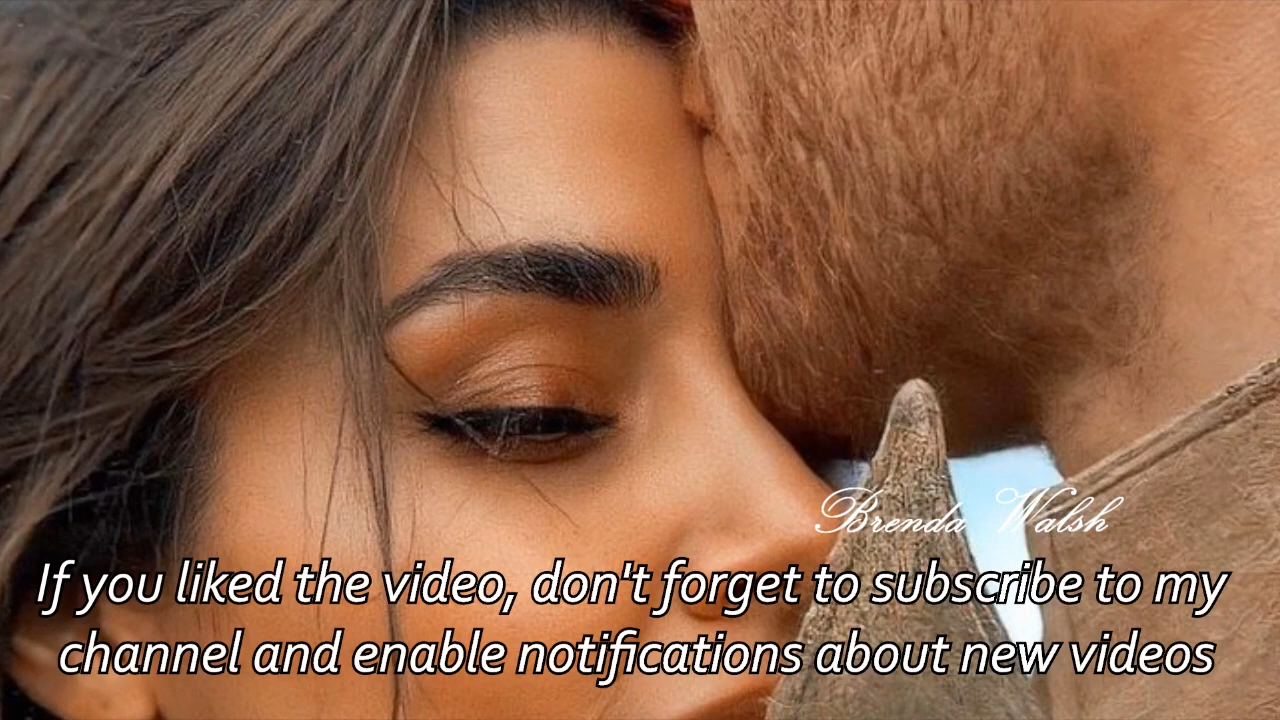 Brenda Walsh
If you liked the video, don't forget to subscribe to my
channel and enable notifications about new videos